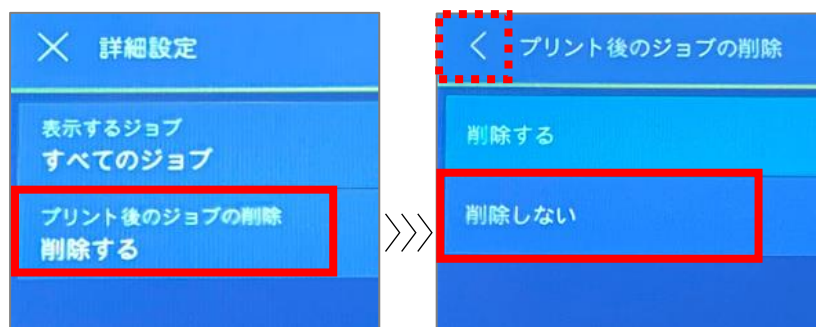 詳細設定
表示するジョブ
すべてのジョブ
プリント後のジョブの削除
削除する
プリント後のジョブの削除
削除する
削除しない